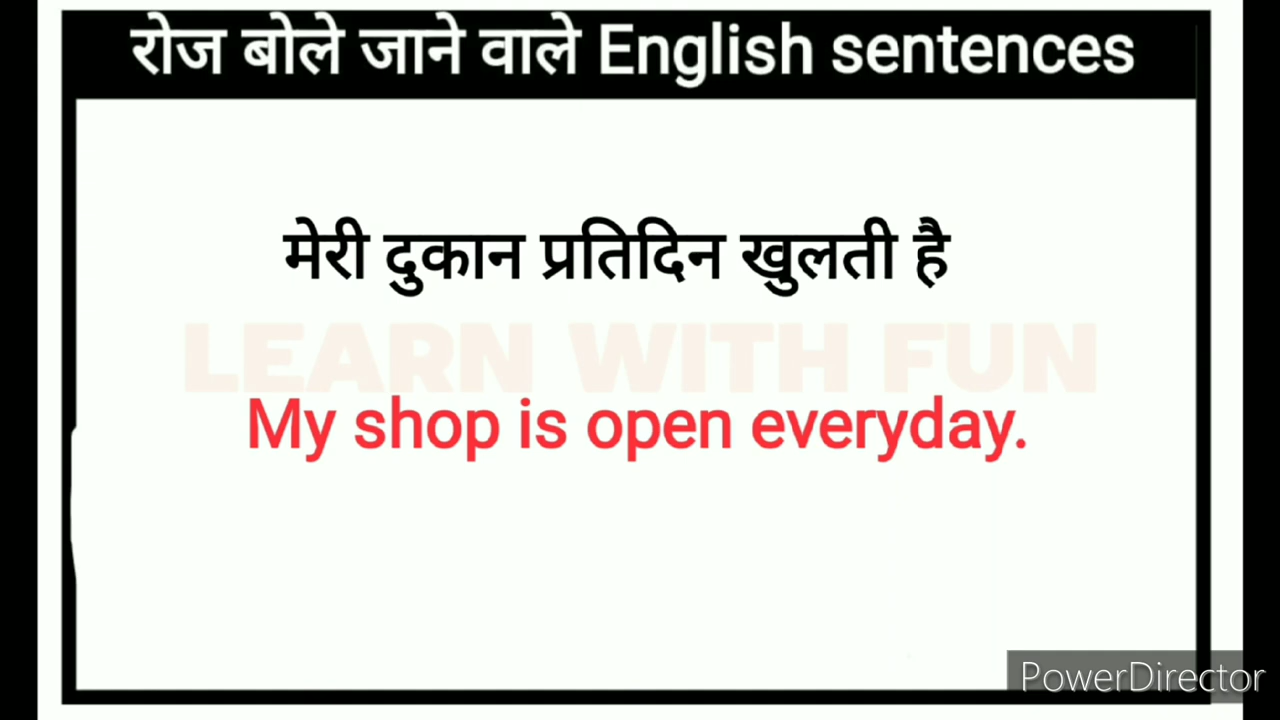 रोज बोले जाने वाले English sentences
मेरी दुकान प्रतिदिन खुलती है
LEARN WITH FUN
My shop is open everyday.
PowerDirector